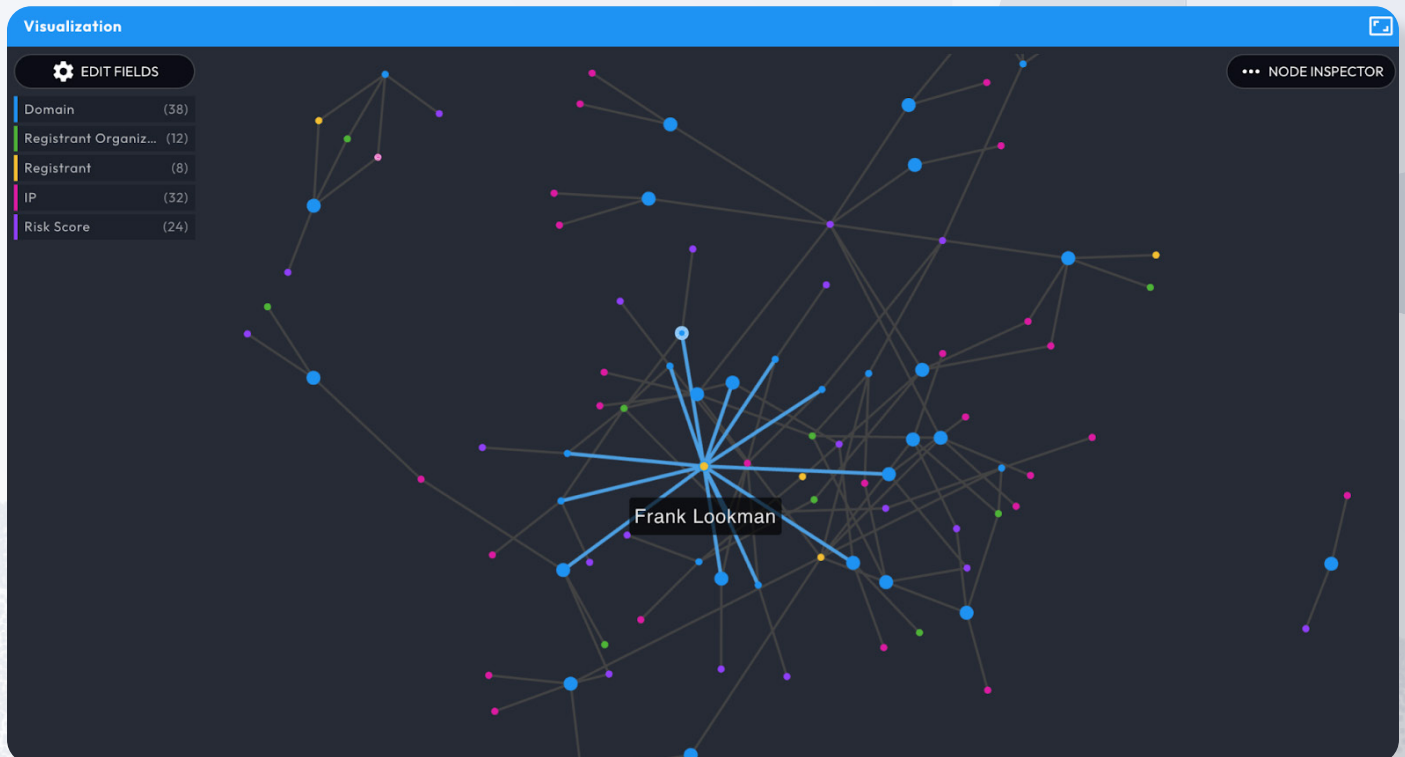 Visualization
EDIT FIELDS
NODE INSPECTOR
Domain (38)
Registrant Organiz... (12)
Registrant (8)
IP (32)
Risk Score (24)
Frank Lookman